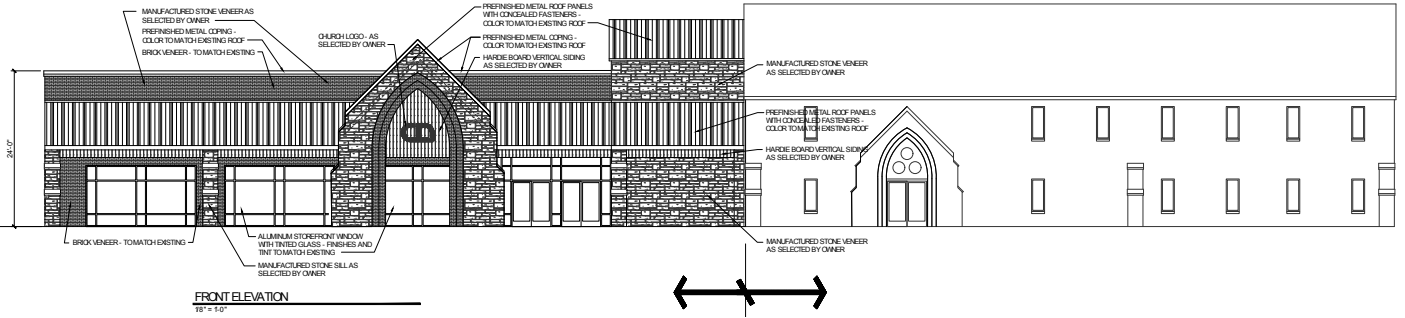 MANUFACTURED STONE VENEER AS
SELECTED BY OWNER
PREFINISHED METAL COPING -
COLOR TO MATCH EXISTING ROOF
BRICK VENEER - TO MATCH EXISTING
CHURCH LOGO - AS
SELECTED BY OWNER
PREFINISHED METAL ROOF PANELS
WITH CONCEALED FASTENERS -
COLOR TO MATCH EXISTING ROOF
PREFINISHED METAL COPING -
COLOR TO MATCH EXISTING ROOF
HARDIE BOARD VERTICAL SIDING
AS SELECTED BY OWNER
MANUFACTURED STONE VENEER
AS SELECTED BY OWNER
PREFINISHED METAL ROOF PANELS
WITH CONCEALED FASTENERS -
COLOR TO MATCH EXISTING ROOF
HARDIE BOARD VERTICAL SIDING
AS SELECTED BY OWNER
24'-0"
BRICK VENEER - TO MATCH EXISTING
ALUMINUM STOREFRONT WINDOW
WITH TINTED GLASS - FINISHES AND
TINT TO MATCH EXISTING
MANUFACTURED STONE SILL AS
SELECTED BY OWNER
MANUFACTURED STONE VENEER
AS SELECTED BY OWNER
FRONT ELEVATION
1/8" = 1'-0"